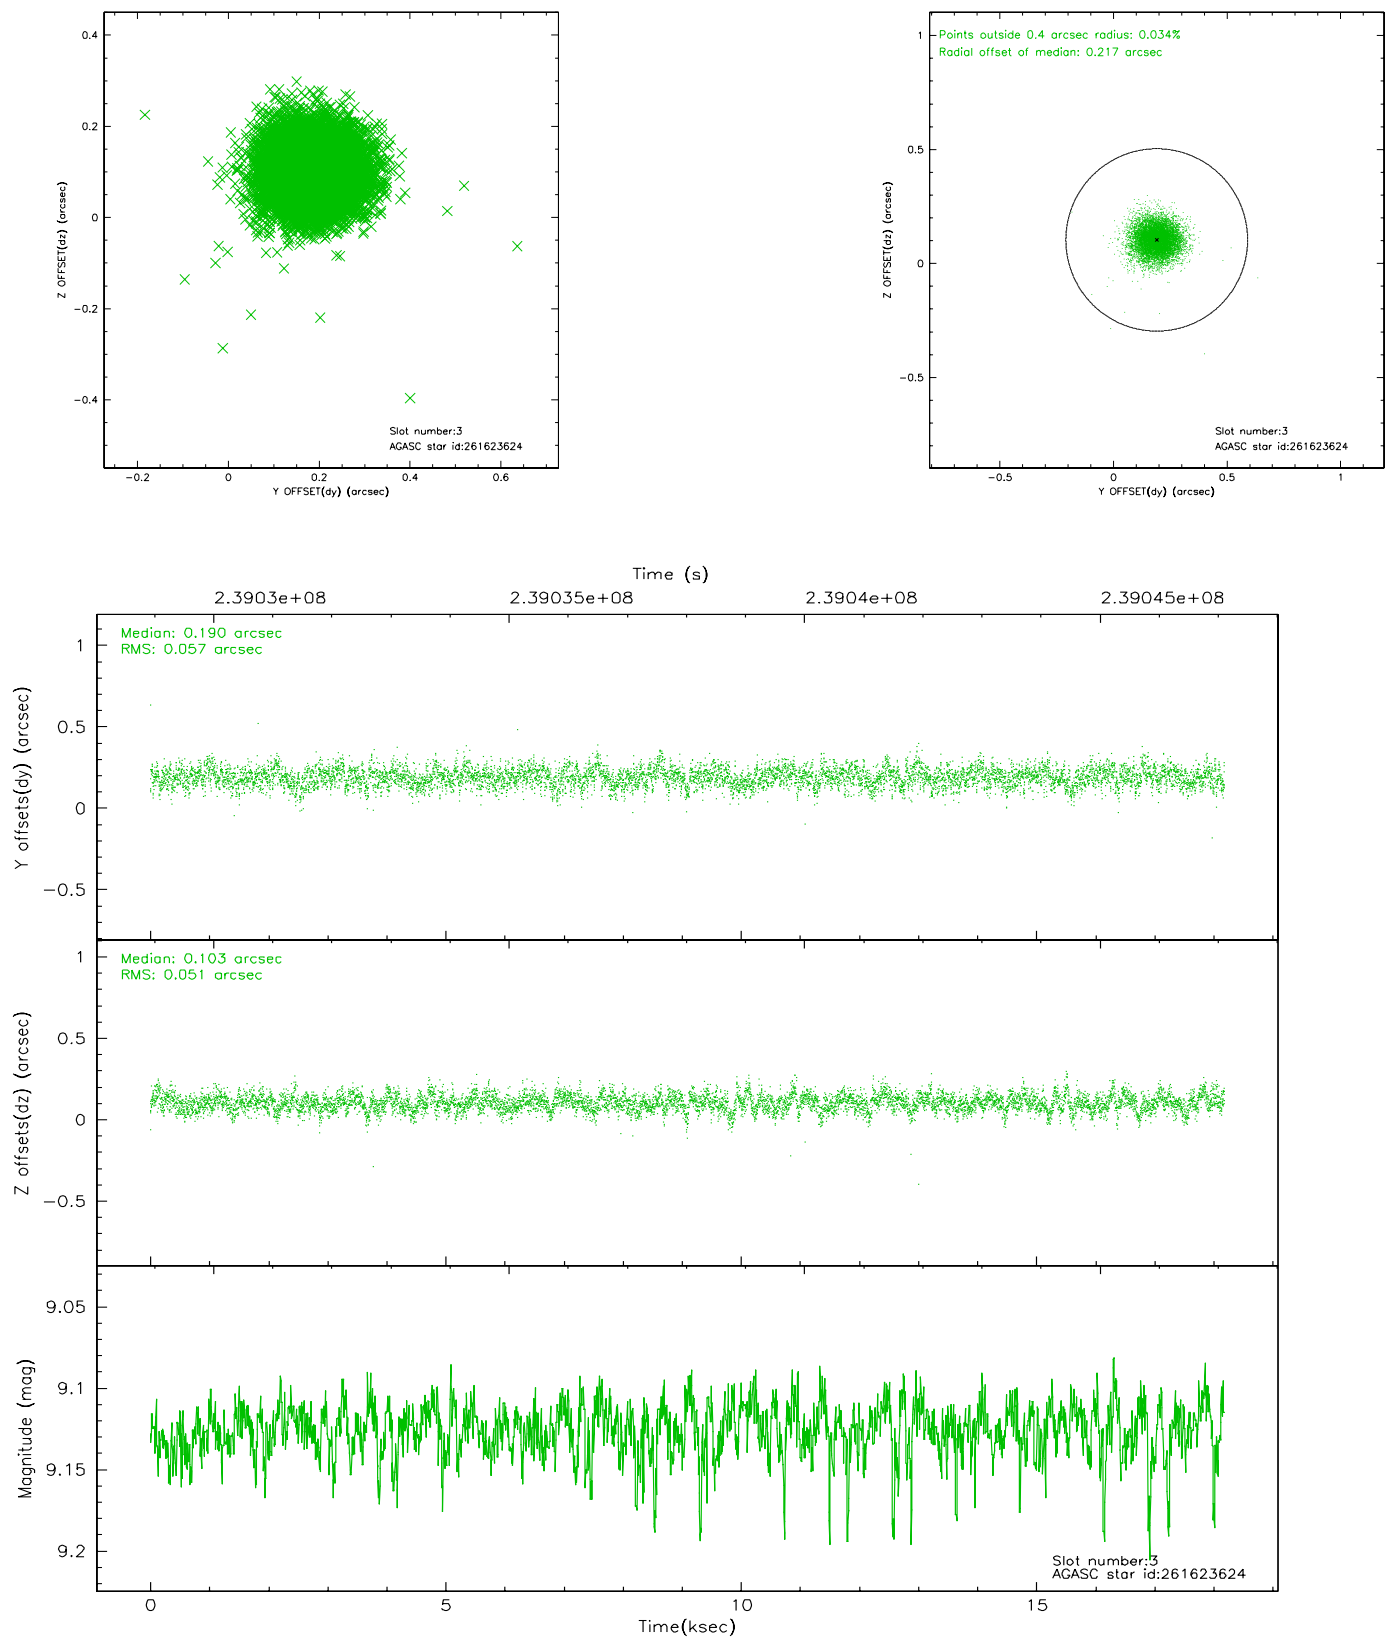 0.4
0.2
0
−0.2
−0.4
Z OFFSET(dz) (arcsec)
Slot number:3
AGASC star id:261623624
−0.2 0 0.2 0.4 0.6
Y OFFSET(dy) (arcsec)
Points outside 0.4 arcsec radius: 0.034%
Radial offset of median: 0.217 arcsec
1
0.5
0
−0.5
Z OFFSET(dz) (arcsec)
Slot number:3
AGASC star id:261623624
−0.5 0 0.5 1
Y OFFSET(dy) (arcsec)
Time (s)
2.3903e+08 2.39035e+08 2.3904e+08 2.39045e+08
Median: 0.190 arcsec
RMS: 0.057 arcsec
1
0.5
0
−0.5
Y offsets(dy) (arcsec)
Median: 0.103 arcsec
RMS: 0.051 arcsec
1
0.5
0
−0.5
Z offsets(dz) (arcsec)
9.05
9.1
9.15
9.2
Magnitude (mag)
Slot number:3
AGASC star id:261623624
0 5 10 15
Time(ksec)